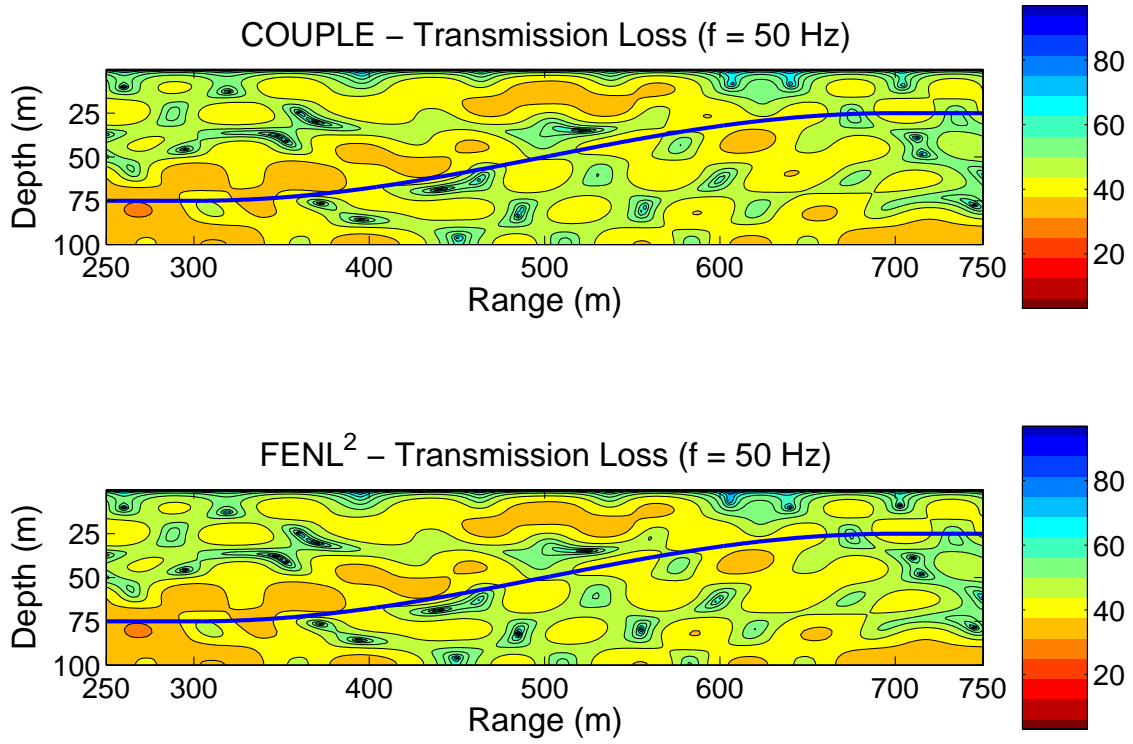 COUPLE – Transmission Loss (f = 50 Hz)
Depth (m)
25
50
75
100
250 300 400 500 600 700 750
Range (m)
80
60
40
20
FENL² – Transmission Loss (f = 50 Hz)
Depth (m)
25
50
75
100
250 300 400 500 600 700 750
Range (m)
80
60
40
20